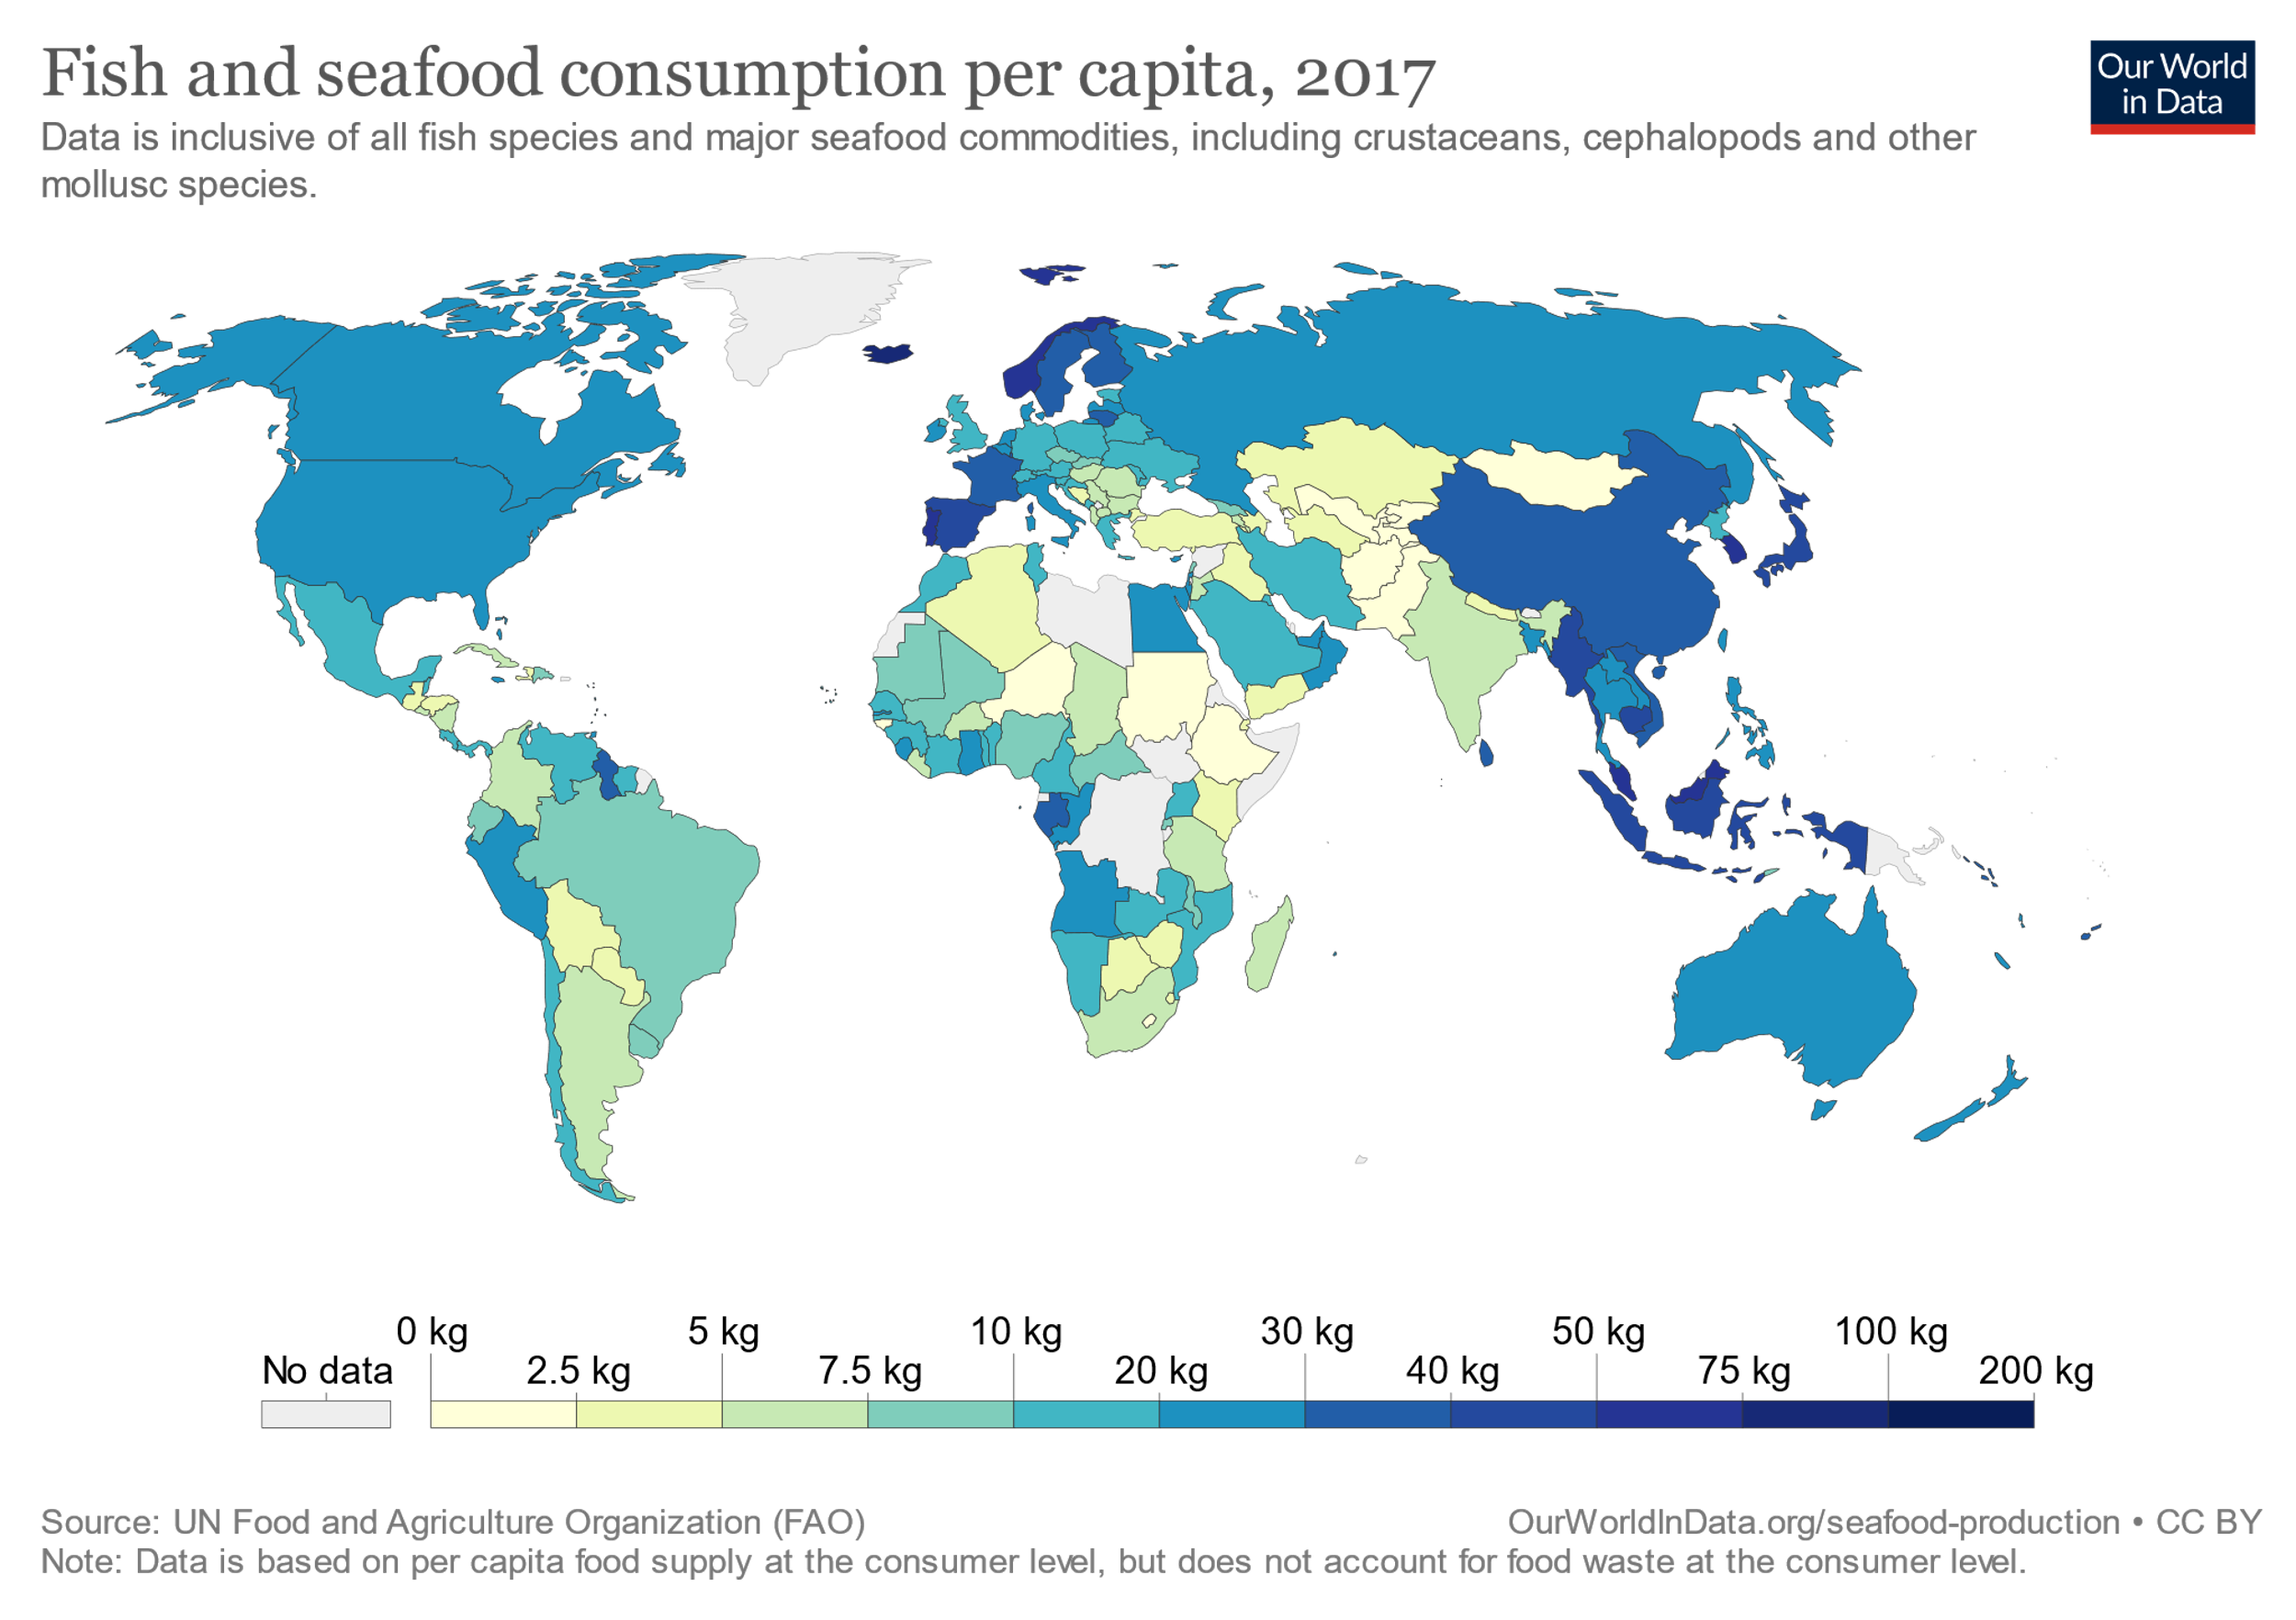 Fish and seafood consumption per capita, 2017
Our World
in Data
Data is inclusive of all fish species and major seafood commodities, including crustaceans, cephalopods and other
mollusc species.
0 kg 5 kg 10 kg 30 kg 50 kg 100 kg
No data 2.5 kg 7.5 kg 20 kg 40 kg 75 kg 200 kg
Source: UN Food and Agriculture Organization (FAO) OurWorldInData.org/seafood-production • CC BY
Note: Data is based on per capita food supply at the consumer level, but does not account for food waste at the consumer level.